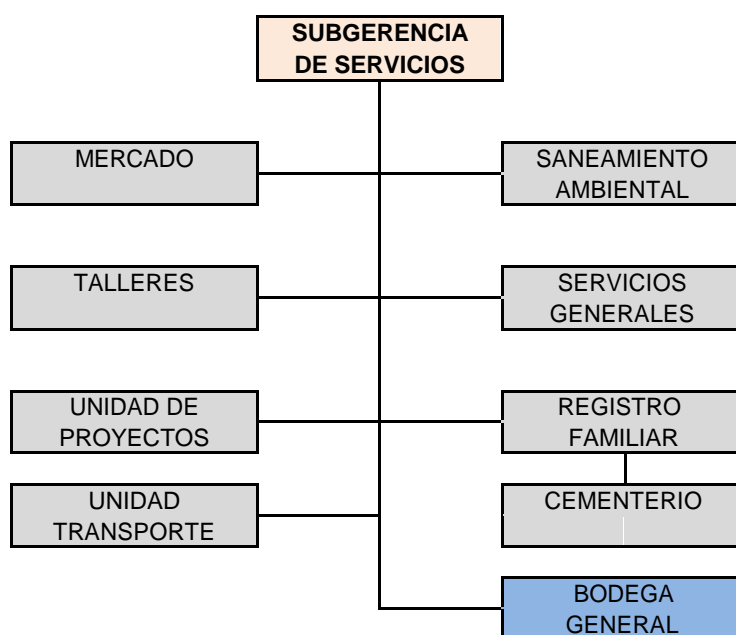 SUBGERENCIA
DE SERVICIOS
MERCADO
SANEAMIENTO
AMBIENTAL
TALLERES
SERVICIOS
GENERALES
UNIDAD DE
PROYECTOS
REGISTRO
FAMILIAR
UNIDAD
TRANSPORTE
CEMENTERIO
BODEGA
GENERAL